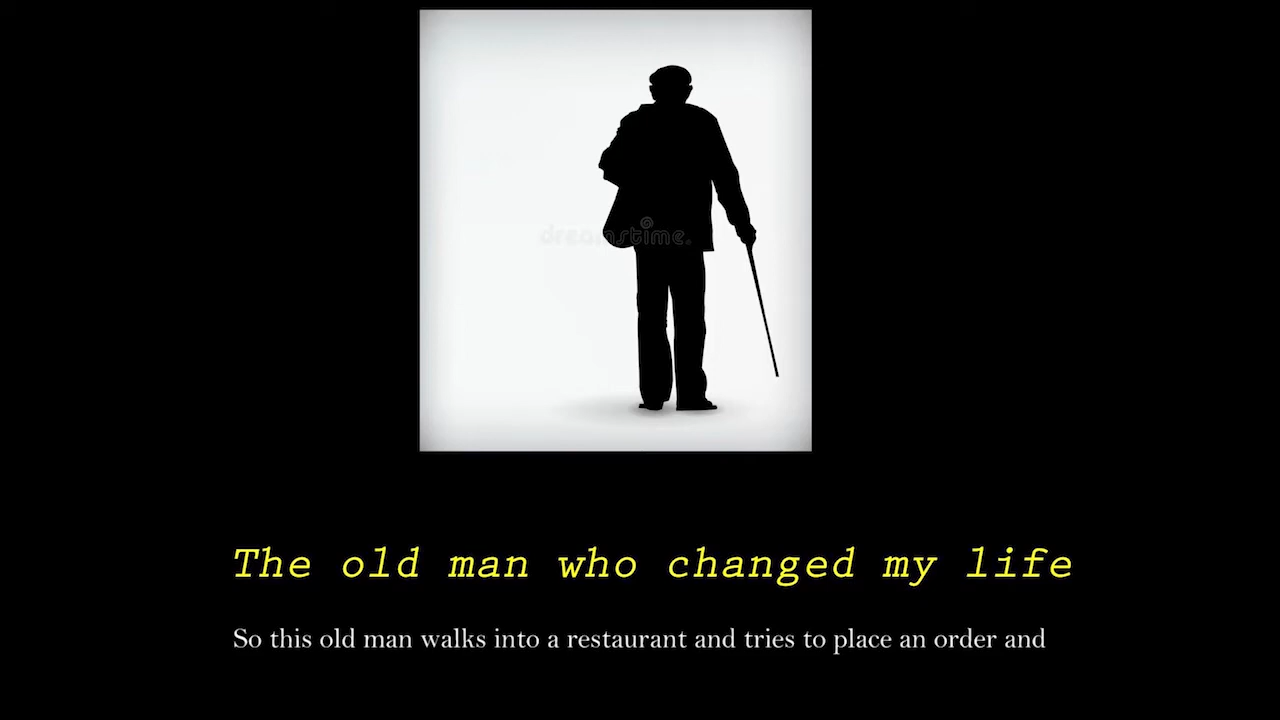 dreamstime.
The old man who changed my life
So this old man walks into a restaurant and tries to place an order and